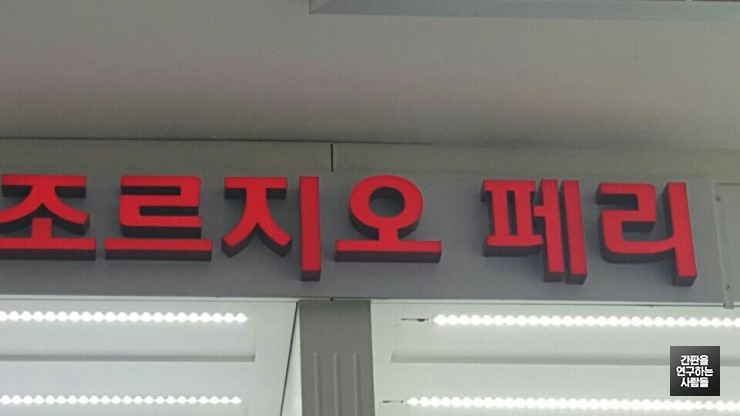 조르지오 페리
간판을
연구하는
사람들